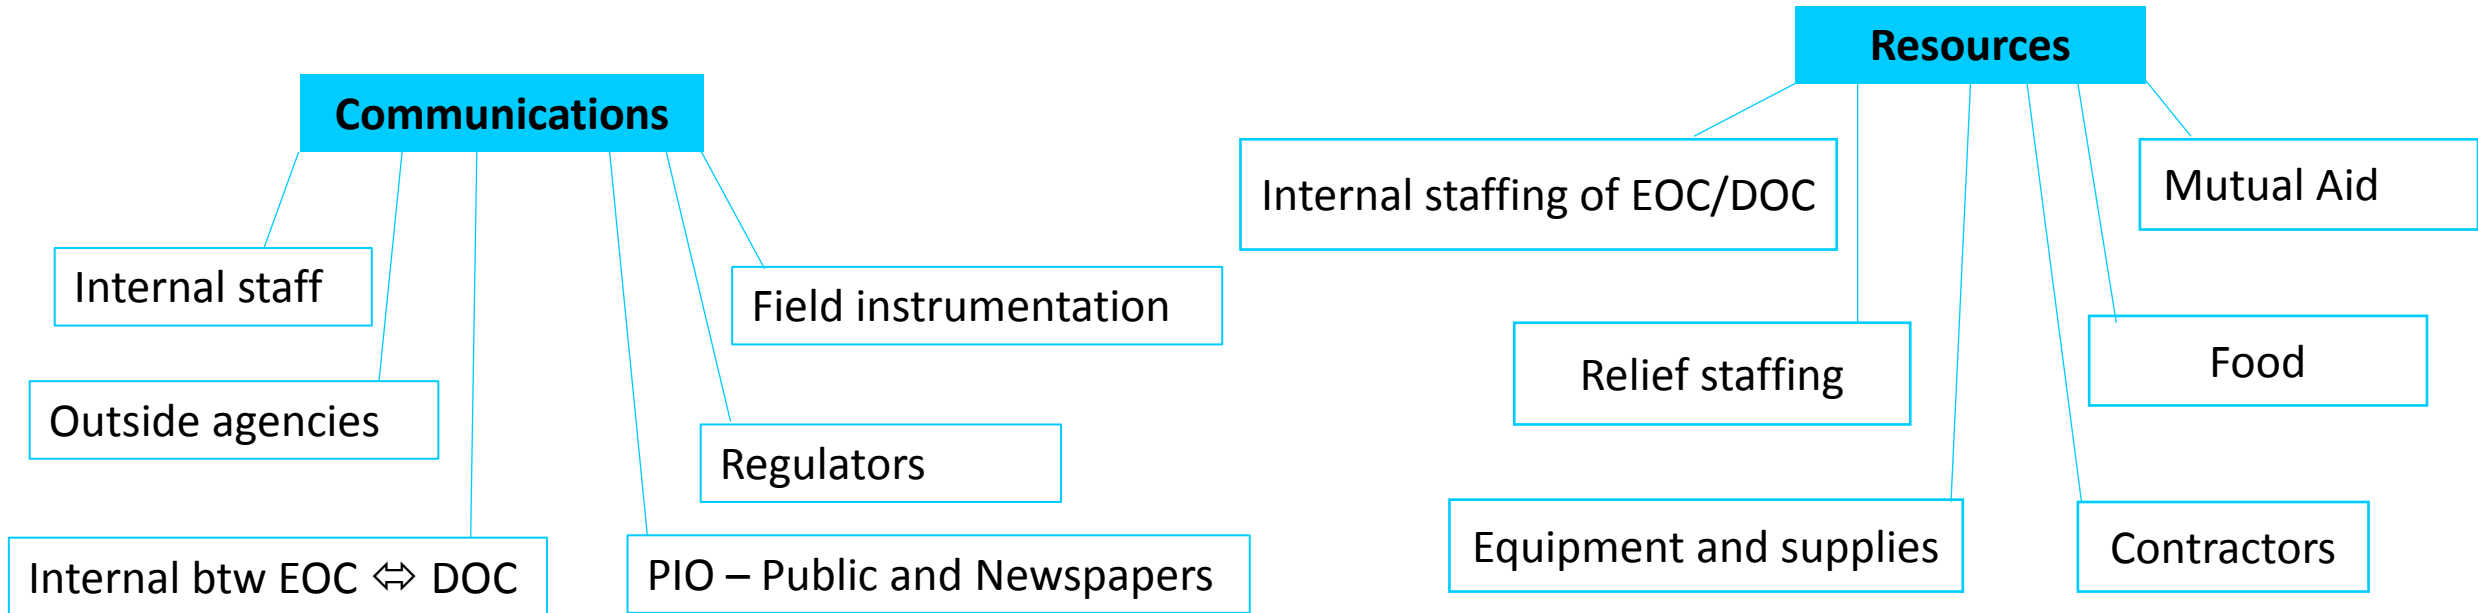 Communications
Internal staff
Outside agencies
Internal btw EOC ⬄ DOC
Field instrumentation
Regulators
PIO – Public and Newspapers
Resources
Internal staffing of EOC/DOC
Relief staffing
Equipment and supplies
Mutual Aid
Food
Contractors